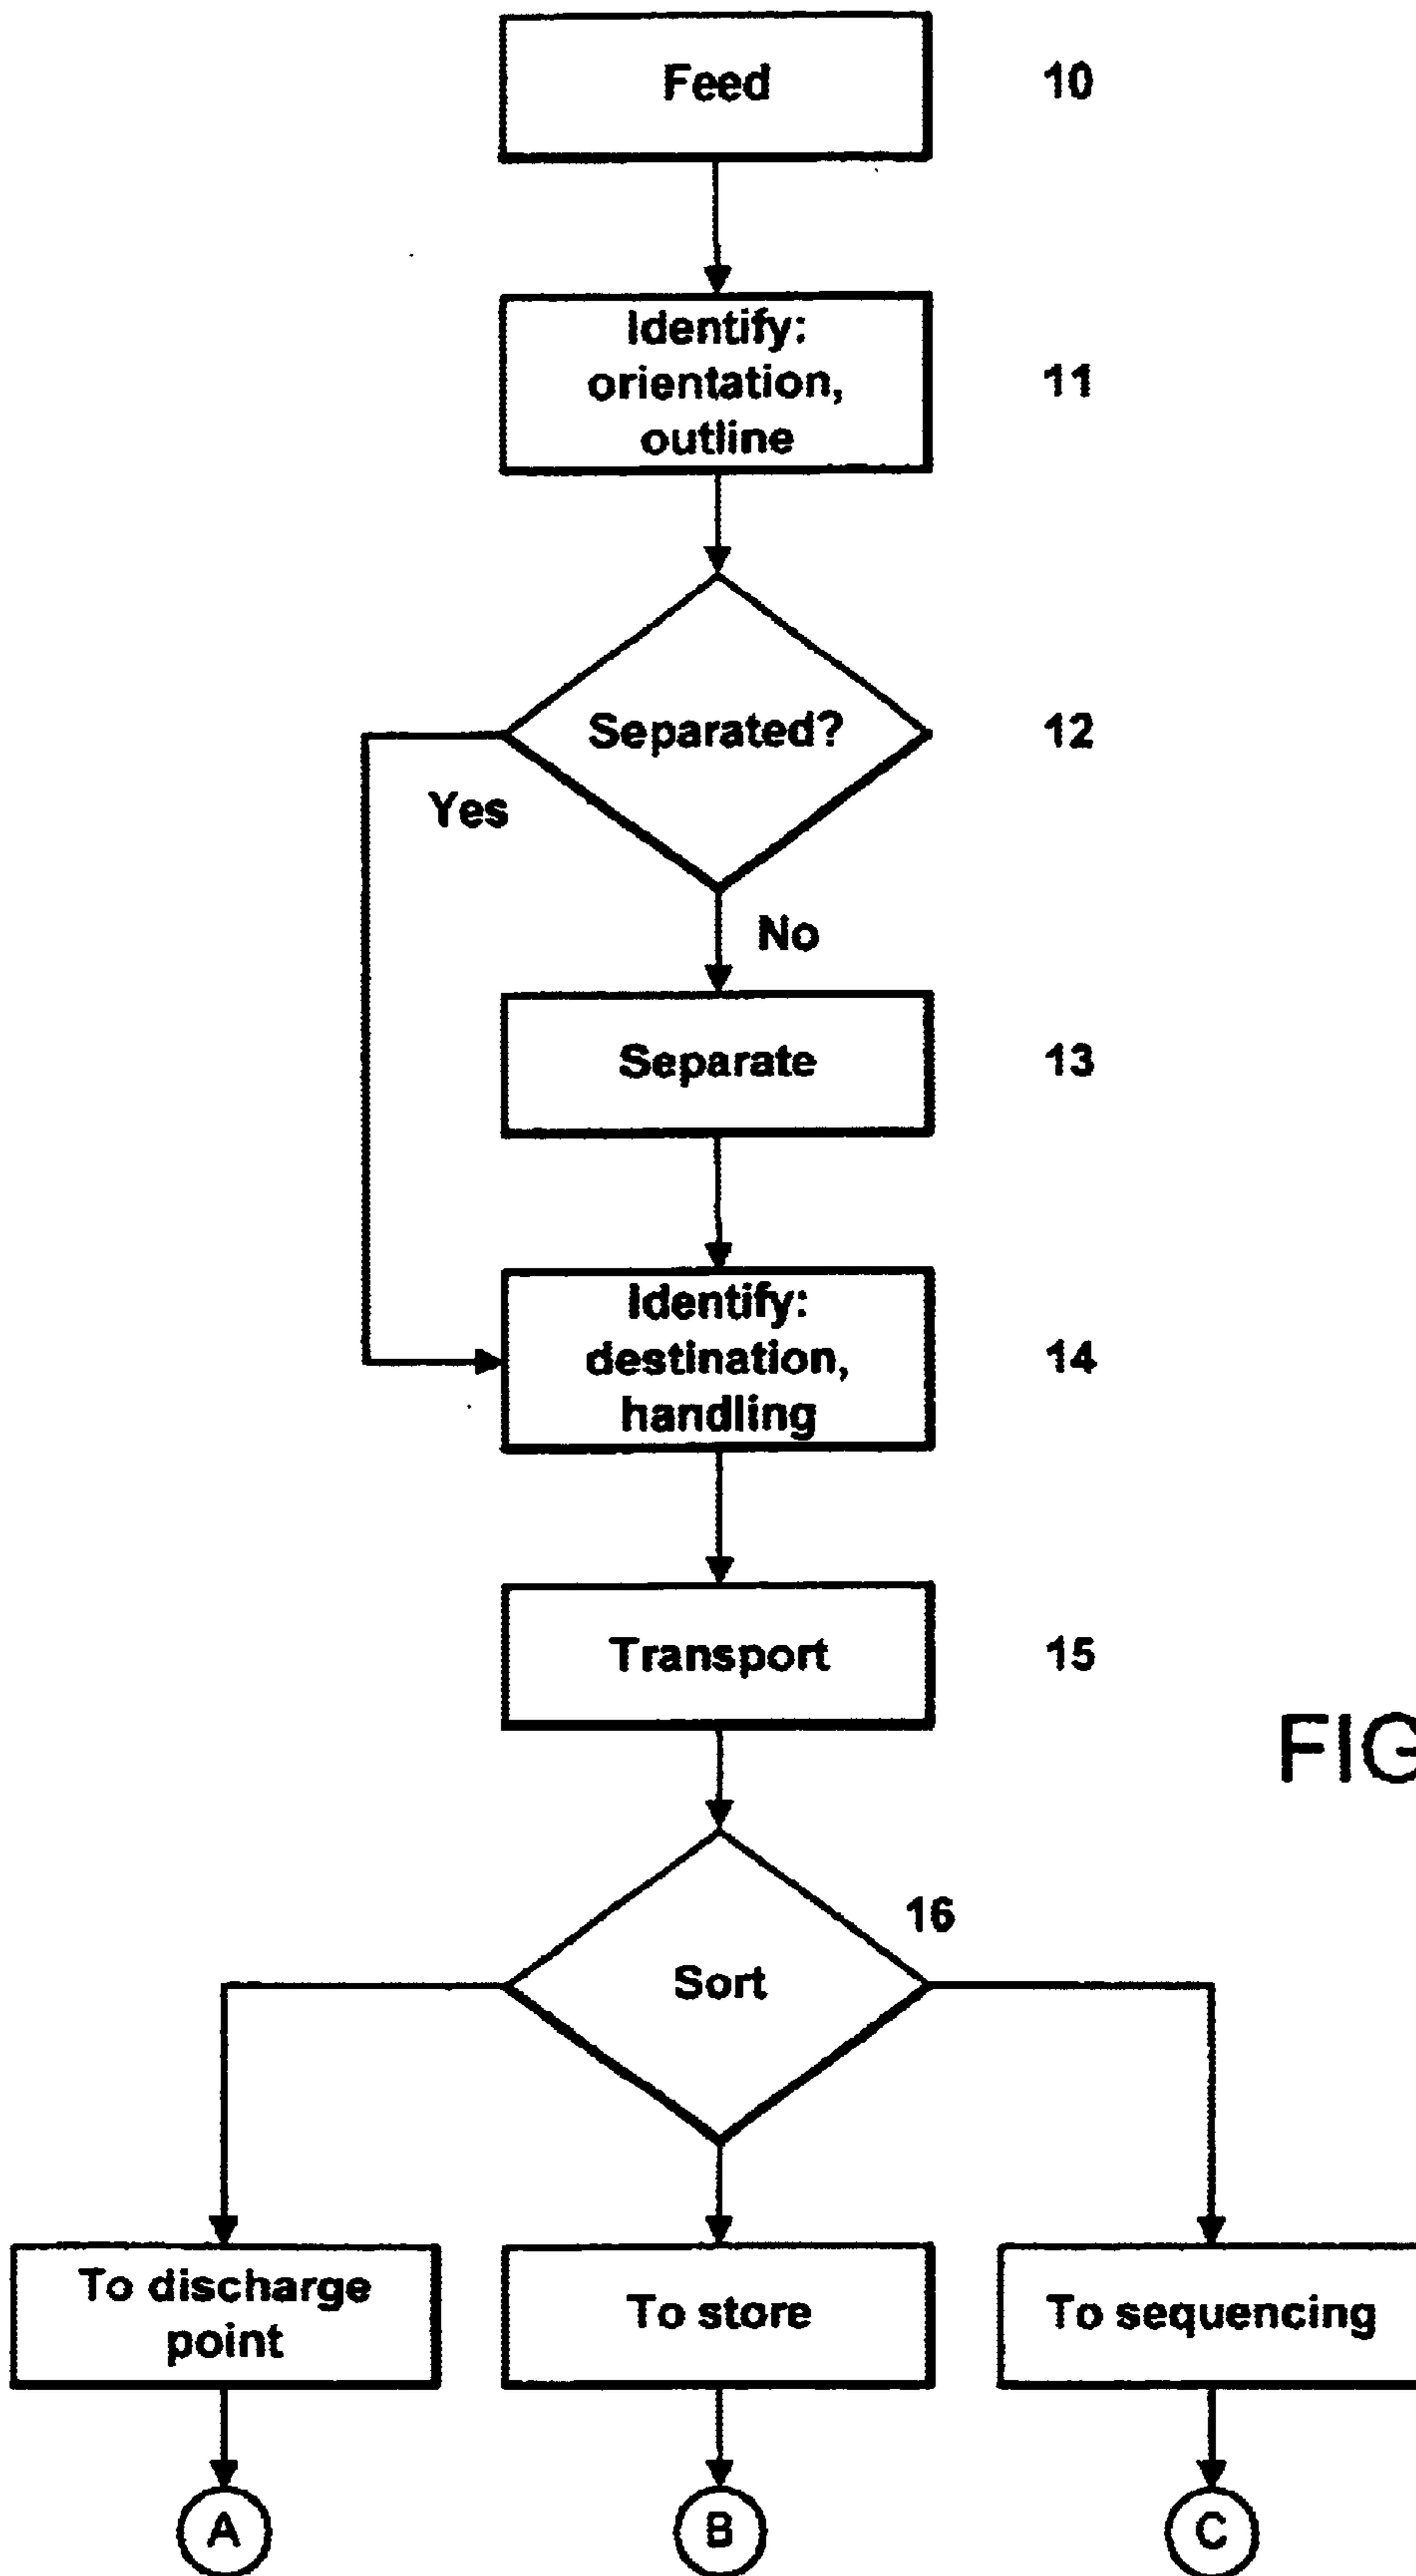 Feed
10
Identify:
orientation,
outline
11
Separated?
12
Yes
No
Separate
13
Identify:
destination,
handling
14
Transport
15
FIG
16
Sort
To discharge
point
To store
To sequencing
A
B
C